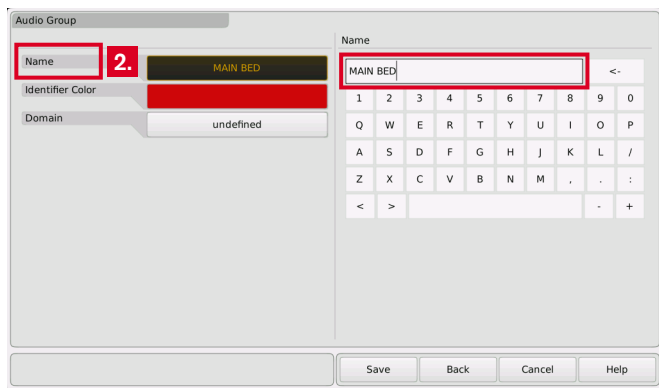 Audio Group
Name
2.
MAIN BED
Identifier Color
Domain
undefined
Name
MAIN BED
<-
1 2 3 4 5 6 7 8 9 0
Q W E R T Y U I O P
A S D F G H J K L /
Z X C V B N M , . :
< > - +
Save Back Cancel Help